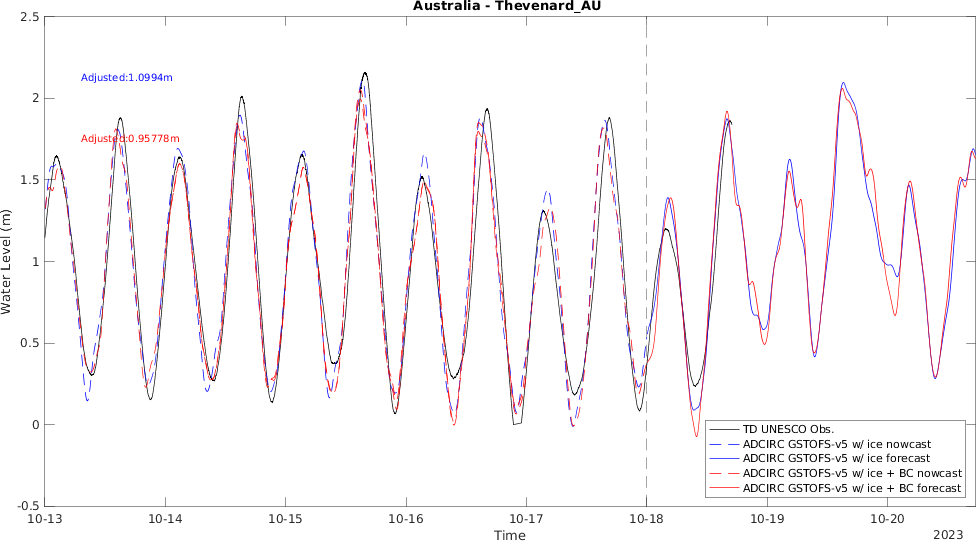 Australia - Thevenard_AU
2.5
2
1.5
1
0.5
0
-0.5
Water Level (m)
Adjusted:1.0994m
Adjusted:0.95778m
TD UNESCO Obs.
ADCIRC GSTOFS-v5 w/ ice nowcast
ADCIRC GSTOFS-v5 w/ ice forecast
ADCIRC GSTOFS-v5 w/ ice + BC nowcast
ADCIRC GSTOFS-v5 w/ ice + BC forecast
10-13 10-14 10-15 10-16 10-17 10-18 10-19 10-20
Time
2023